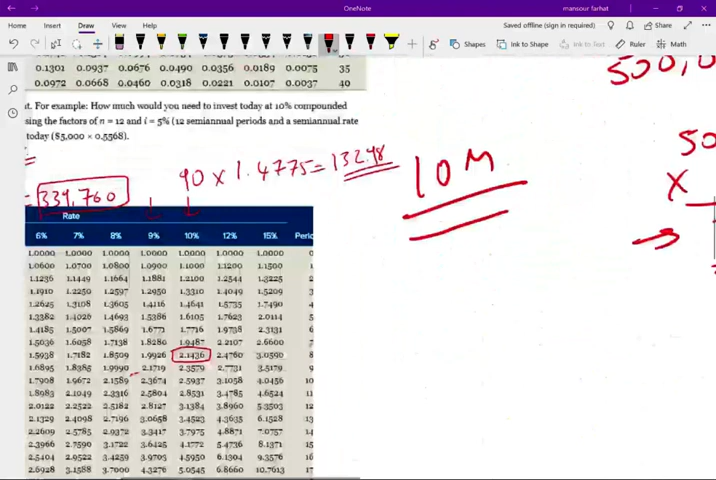 OneNote
mansour farhat
Home Insert Draw View Help
Saved offline (sign in required)
Share
Shapes Ink to Shape Ink to Text Ruler Math
0.1301 0.0937 0.0676 0.0490 0.0356 0.0189 0.0075 35
0.0972 0.0668 0.0460 0.0318 0.0221 0.0107 0.0037 40
500,0
nt. For example: How much would you need to invest today at 10% compounded
sing the factors of n = 12 and i = 5% (12 semiannual periods and a semiannual rate
today ($5,000 × 0.5568).
90 x 1.4775 = 132.98
10 M
50
X
= 339,760
Rate
6% 7% 8% 9% 10% 12% 15% Perio
1.0000 1.0000 1.0000 1.0000 1.0000 1.0000 1.0000 0
1.0600 1.0700 1.0800 1.0900 1.1000 1.1200 1.1500
1.1236 1.1449 1.1664 1.1881 1.2100 1.2544 1.3225
1.1910 1.2250 1.2597 1.2950 1.3310 1.4049 1.5209
1.2625 1.3108 1.3605 1.4116 1.4641 1.5735 1.7490
1.3382 1.4026 1.4693 1.5386 1.6105 1.7623 2.0114
1.4185 1.5007 1.5869 1.6771 1.7716 1.9738 2.3131
1.5036 1.6058 1.7138 1.8280 1.9487 2.2107 2.6600
1.5938 1.7182 1.8509 1.9926 2.1436 2.4760 3.0590 8
1.6895 1.8385 1.9990 2.1719 2.3579 2.7731 3.5179 9
1.7908 1.9672 2.1589 2.3674 2.5937 3.1058 4.0456 10
1.8983 2.1049 2.3316 2.5804 2.8531 3.4785 4.6524 11
2.0122 2.2522 2.5182 2.8127 3.1384 3.8960 5.3503 12
2.1329 2.4098 2.7196 3.0658 3.4523 4.3635 6.1528 13
2.2609 2.5785 2.9372 3.3417 3.7975 4.8871 7.0757 14
2.3966 2.7590 3.1722 3.6425 4.1772 5.4736 8.1371 15
2.5404 2.9522 3.4259 3.9703 4.5950 6.1304 9.3576 16
2.6928 3.1588 3.7000 4.3276 5.0545 6.8660 10.7613 17